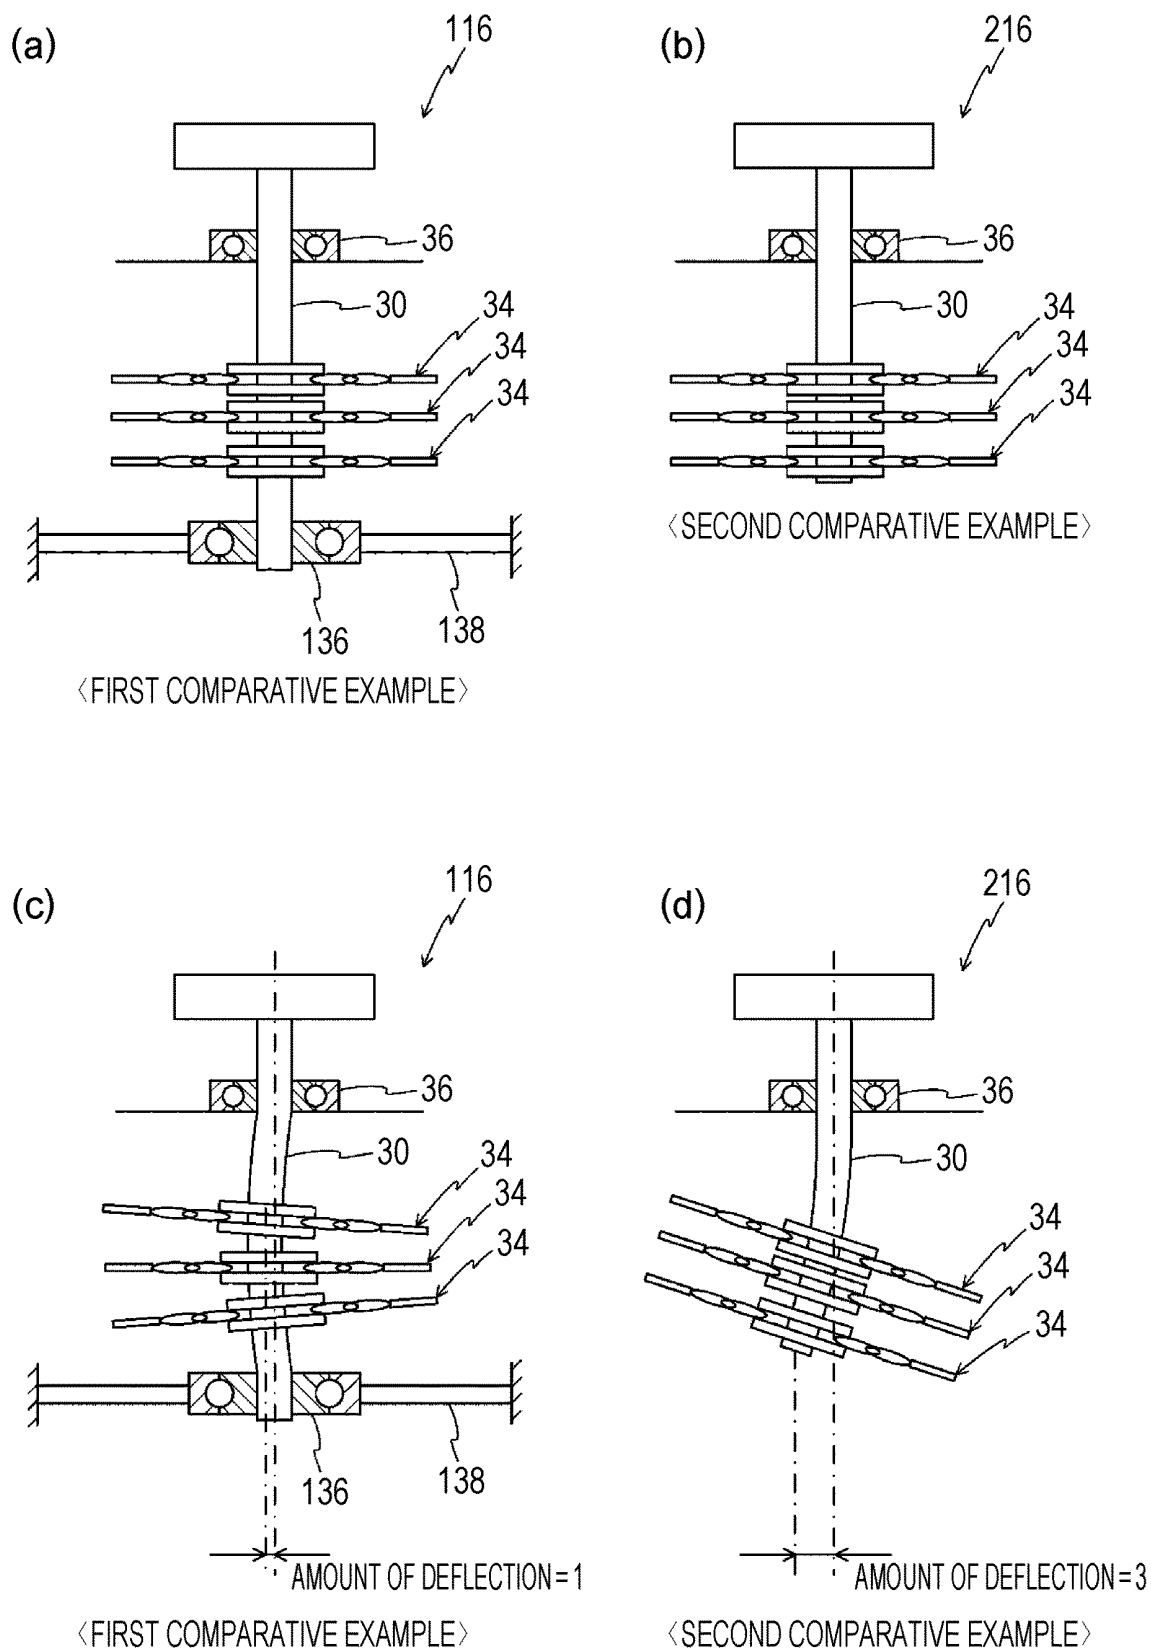 (a)
116
36
30
34
34
34
136
138
〈FIRST COMPARATIVE EXAMPLE〉
(b)
216
36
30
34
34
34
〈SECOND COMPARATIVE EXAMPLE〉
(c)
116
36
30
34
34
34
136
138
AMOUNT OF DEFLECTION=1
〈FIRST COMPARATIVE EXAMPLE〉
(d)
216
36
30
34
34
34
AMOUNT OF DEFLECTION=3
〈SECOND COMPARATIVE EXAMPLE〉